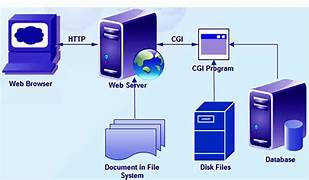 HTTP
CGI
Web Browser
Web Server
CGI Program
Document in File
System
Disk Files
Database